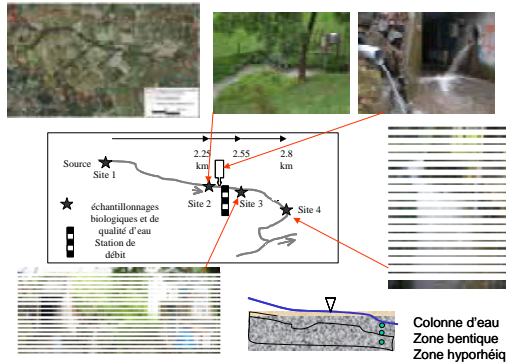 2.25
km
2.55
2.8
km
Source
Site 1
Site 2
Site 3
Site 4
échantillonnages
biologiques et de
qualité d'eau
Station de
débit
Colonne d'eau
Zone bentique
Zone hyporhéiq